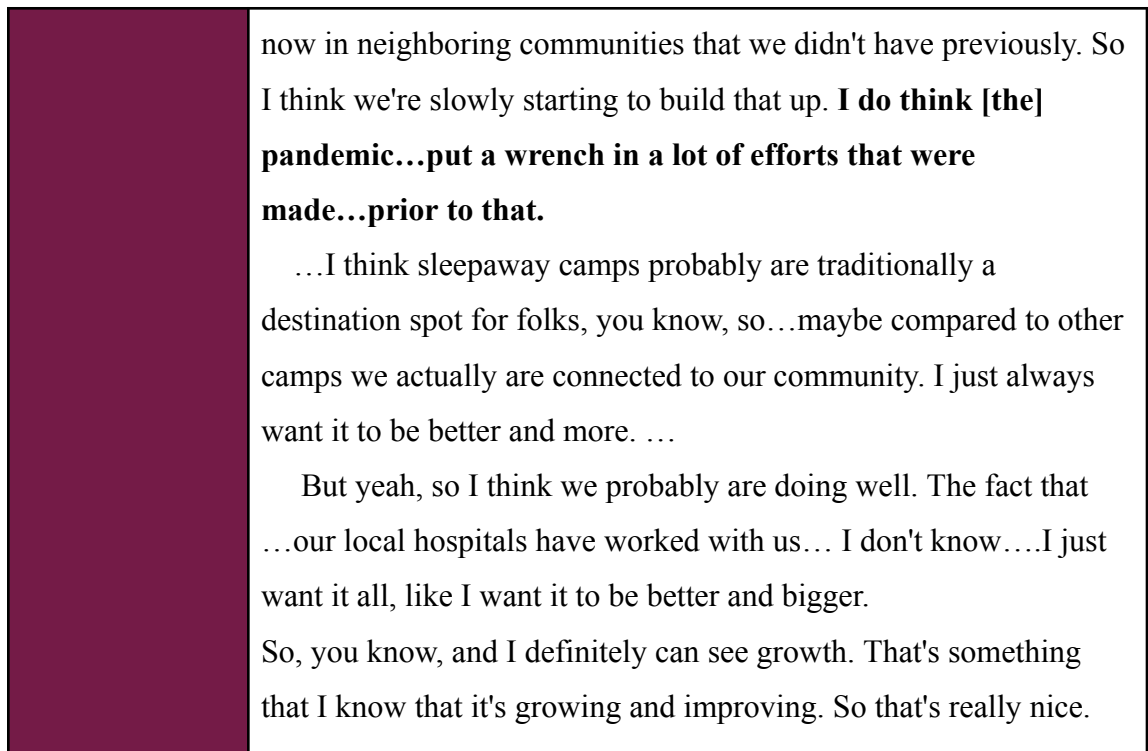 now in neighboring communities that we didn't have previously. So
I think we're slowly starting to build that up. I do think [the]
pandemic…put a wrench in a lot of efforts that were
made…prior to that.
…I think sleepaway camps probably are traditionally a
destination spot for folks, you know, so…maybe compared to other
camps we actually are connected to our community. I just always
want it to be better and more. …
But yeah, so I think we probably are doing well. The fact that
…our local hospitals have worked with us… I don't know….I just
want it all, like I want it to be better and bigger.
So, you know, and I definitely can see growth. That's something
that I know that it's growing and improving. So that's really nice.